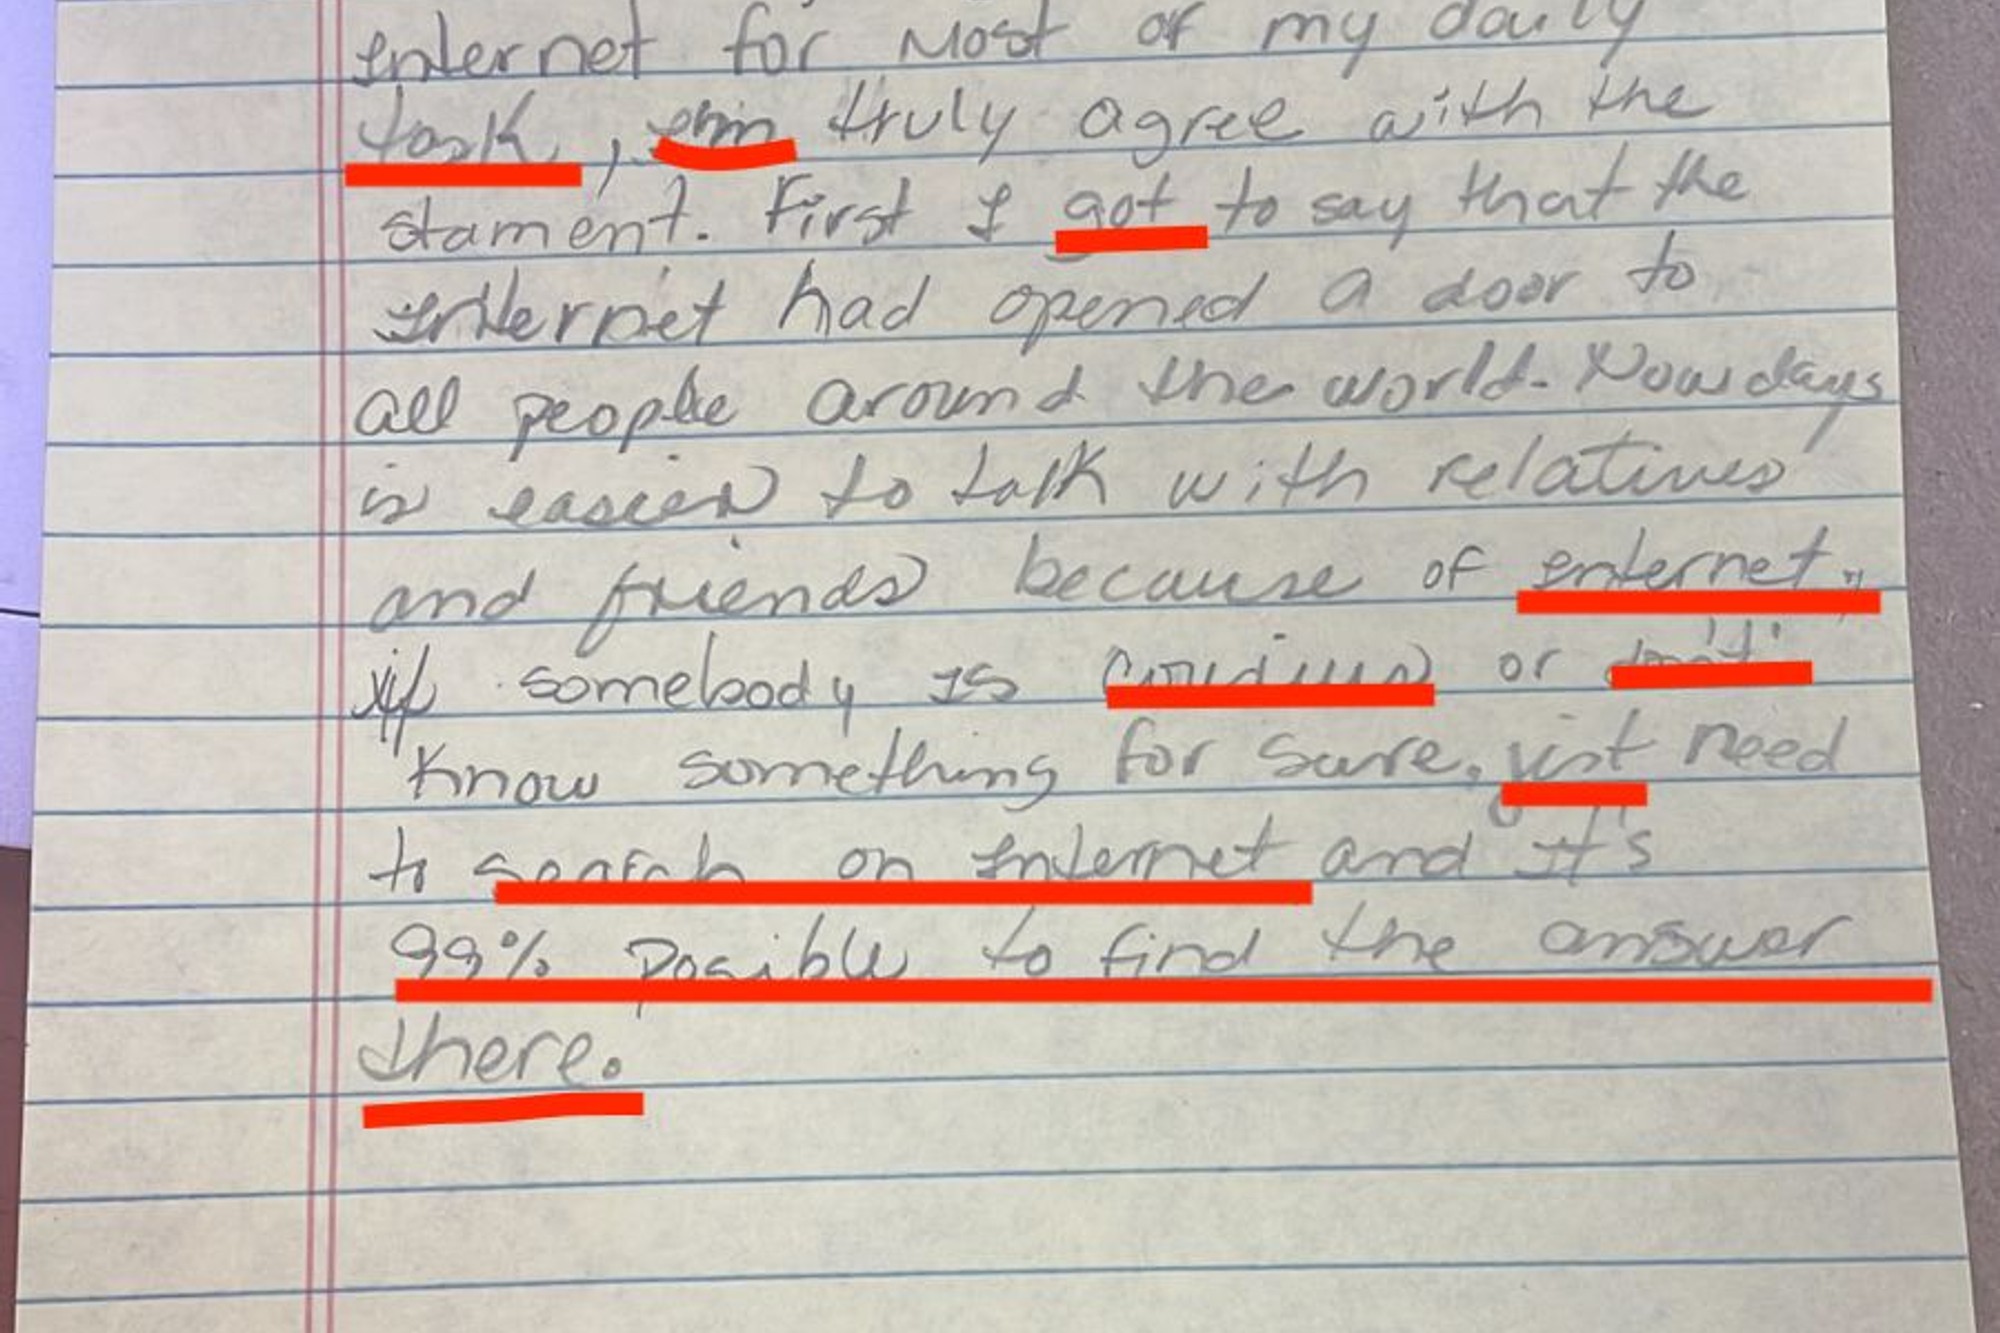 Internet for Most of my daily
task, truly agree with the
stament. First I got to say that the
Internet had opened a door to
all people around the world. Nowdays
is easier to talk with relatives
and friends because of internet.
if somebody is or don't
Know something for sure. just need
to search on Internet and It's
99% posible to find the answer
there.